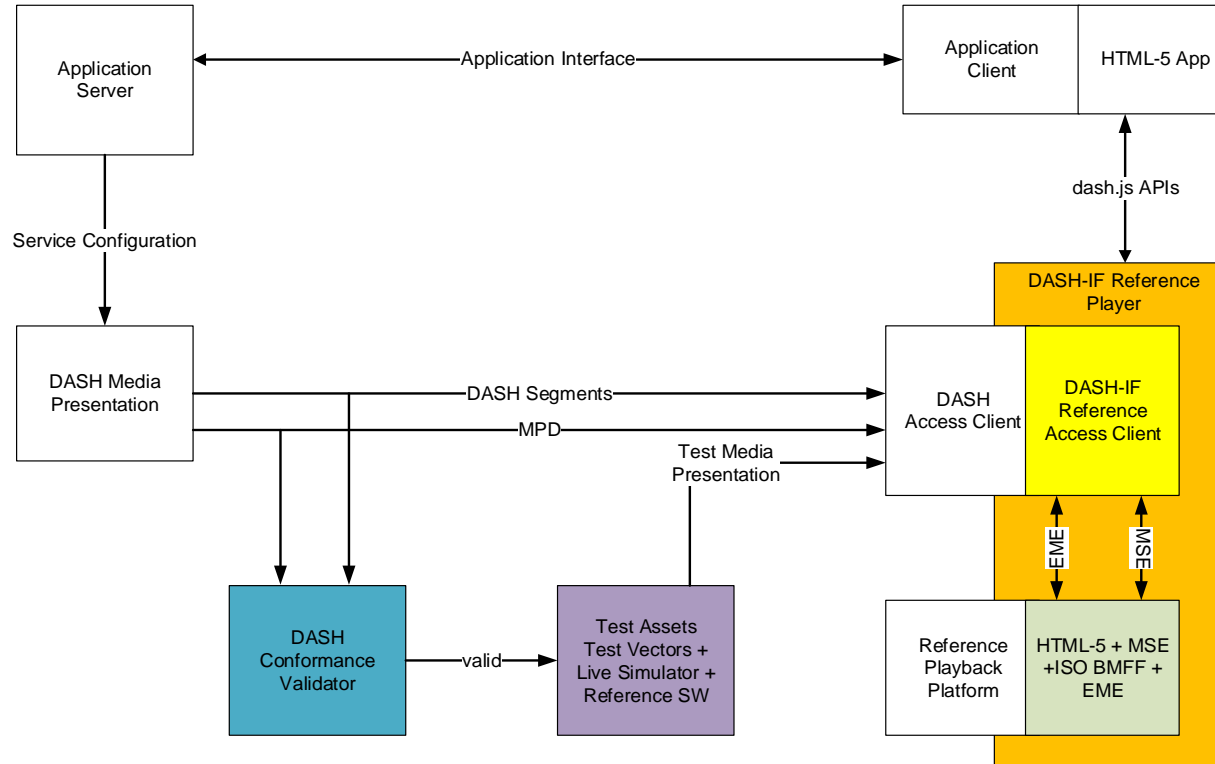 Application
Server
Application Interface
Application
Client
HTML-5 App
dash.js APIs
Service Configuration
DASH-IF Reference
Player
DASH Media
Presentation
DASH Segments
MPD
Test Media
Presentation
DASH
Access Client
DASH-IF
Reference
Access Client
EME
MSE
DASH
Conformance
Validator
valid
Test Assets
Test Vectors +
Live Simulator +
Reference SW
Reference
Playback
Platform
HTML-5 + MSE
+ISO BMFF +
EME